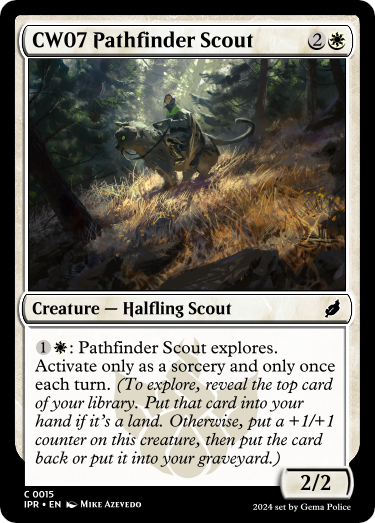 CW07 Pathfinder Scout 2
Creature — Halfling Scout
1 : Pathfinder Scout explores.
Activate only as a sorcery and only once
each turn. (To explore, reveal the top card
of your library. Put that card into your
hand if it's a land. Otherwise, put a +1/+1
counter on this creature, then put the card
back or put it into your graveyard.)
2/2
C 0015
IPR • EN Mike Azevedo
2024 set by Gema Police